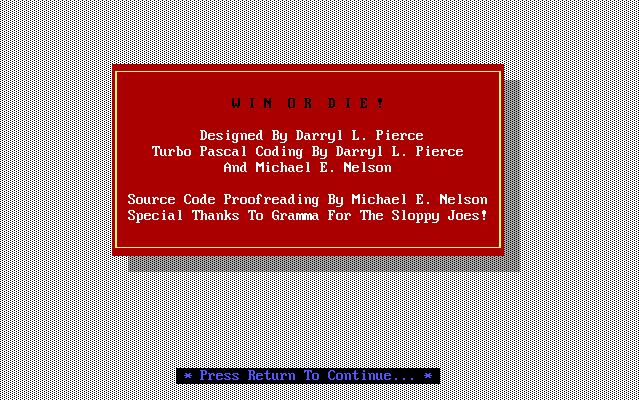 W I N  O R  D I E !
Designed By Darryl L. Pierce
Turbo Pascal Coding By Darryl L. Pierce
And Michael E. Nelson
Source Code Proofreading By Michael E. Nelson
Special Thanks To Gramma For The Sloppy Joes!
* Press Return To Continue... *